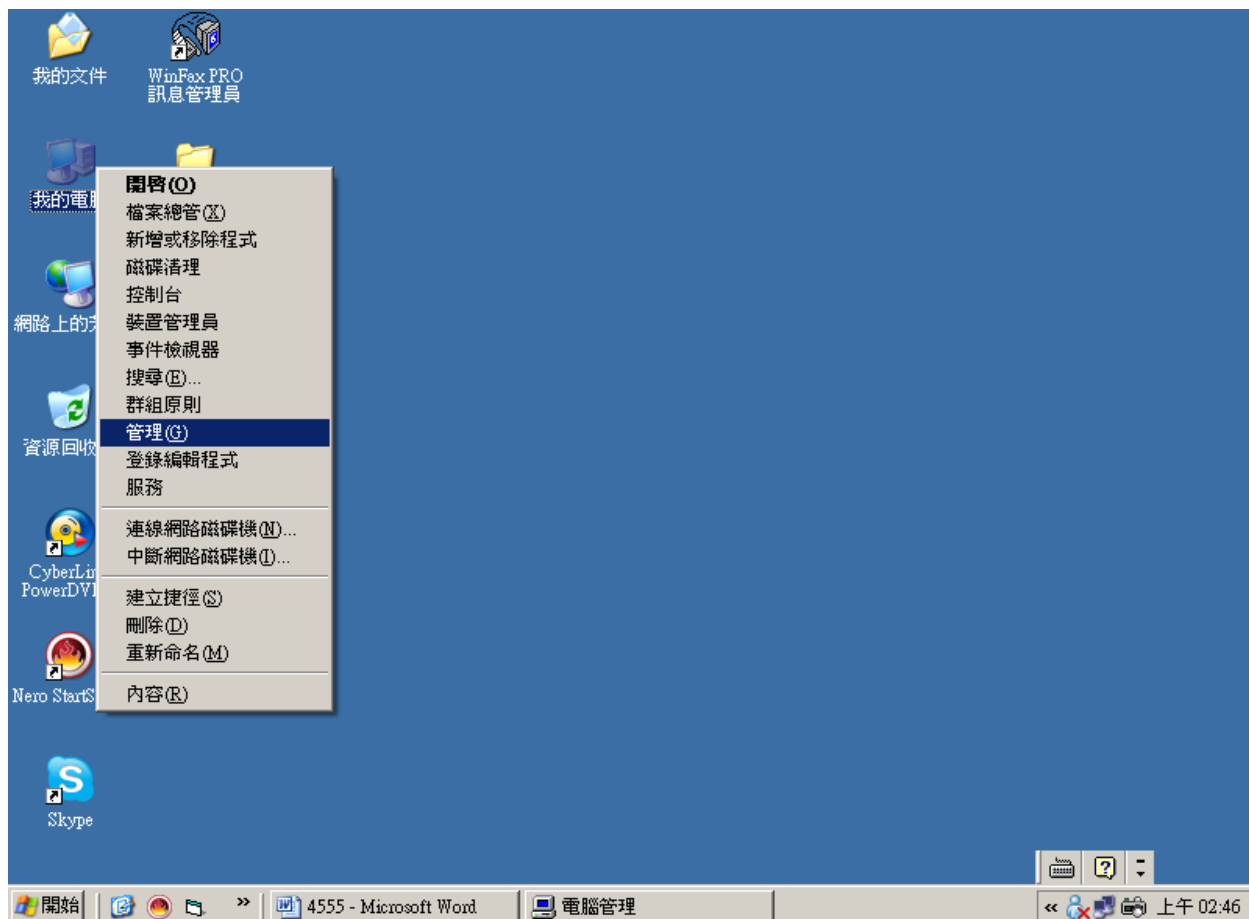 我的文件
WinFax PRO
訊息管理員
我的電
開啓(O)
檔案總管(X)
新增或移除程式
磁碟清理
控制台
裝置管理員
事件檢視器
搜尋(E)...
群組原則
管理(G)
登錄編輯程式
服務
連線網路磁碟機(N)...
中斷網路磁碟機(I)...
建立捷徑(S)
刪除(D)
重新命名(M)
內容(R)
網路上的
資源回收
CyberLin
PowerDV
Nero StartS
Skype
開始
4555 - Microsoft Word
電腦管理
上午 02:46